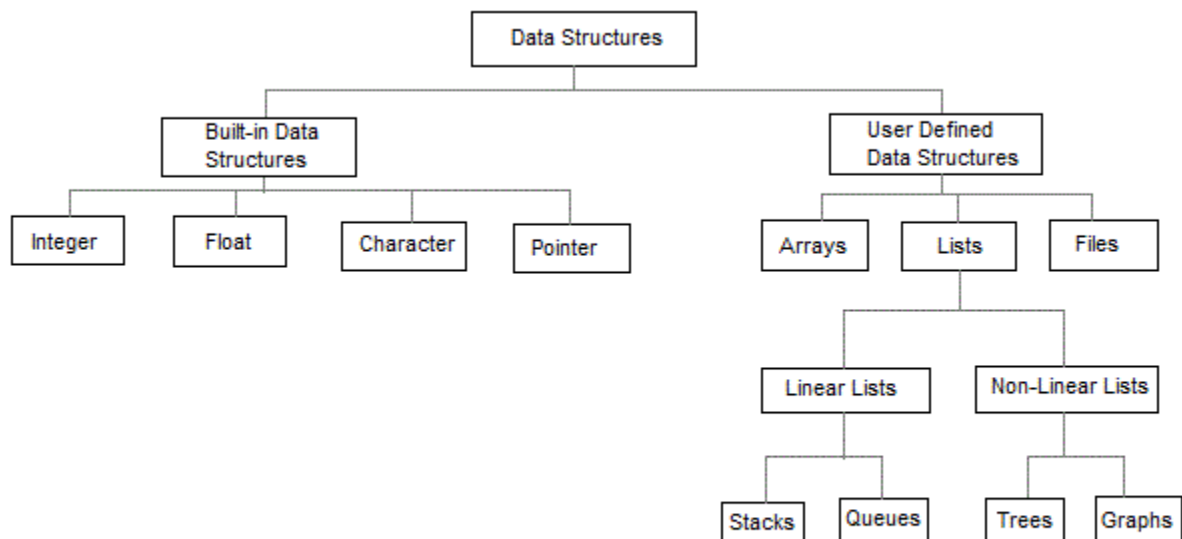 Data Structures
Built-in Data
Structures
User Defined
Data Structures
Integer
Float
Character
Pointer
Arrays
Lists
Files
Linear Lists
Non-Linear Lists
Stacks
Queues
Trees
Graphs